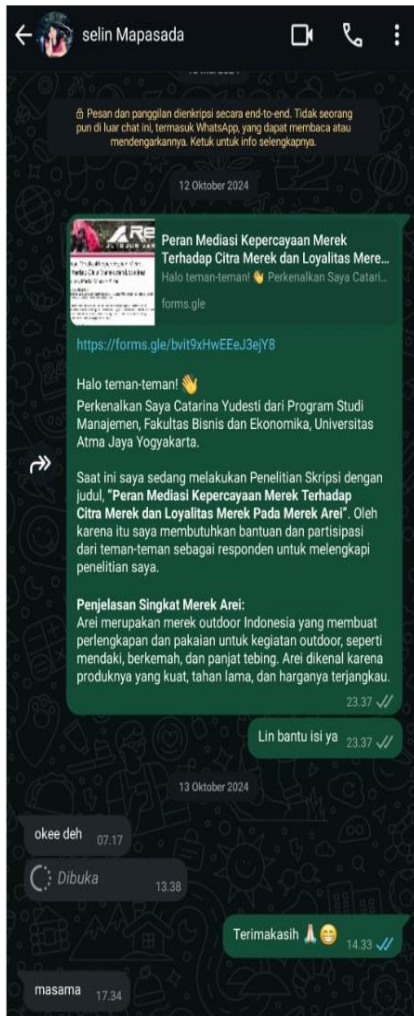 selin Mapasada
Pesan dan panggilan dienkripsi secara end-to-end. Tidak seorang
pun di luar chat ini, termasuk WhatsApp, yang dapat membaca atau
mendengarkannya. Ketuk untuk info selengkapnya.
12 Oktober 2024
Peran Mediasi Kepercayaan Merek
Terhadap Citra Merek dan Loyalitas Mere...
Halo teman-teman! 👋 Perkenalkan Saya Catari...
forms.gle
https://forms.gle/bvit9xHwEEeJ3ejY8
Halo teman-teman! 👋
Perkenalkan Saya Catarina Yudesti dari Program Studi
Manajemen, Fakultas Bisnis dan Ekonomika, Universitas
Atma Jaya Yogyakarta.
Saat ini saya sedang melakukan Penelitian Skripsi dengan
judul, "Peran Mediasi Kepercayaan Merek Terhadap
Citra Merek dan Loyalitas Merek Pada Merek Arei". Oleh
karena itu saya membutuhkan bantuan dan partisipasi
dari teman-teman sebagai responden untuk melengkapi
penelitian saya.
Penjelasan Singkat Merek Arei:
Arei merupakan merek outdoor Indonesia yang membuat
perlengkapan dan pakaian untuk kegiatan outdoor, seperti
mendaki, berkemah, dan panjat tebing. Arei dikenal karena
produknya yang kuat, tahan lama, dan harganya terjangkau.
23.37
Lin bantu isi ya 23.37
13 Oktober 2024
okee deh 07.17
Dibuka 13.38
Terimakasih 🙏🏻😁 14.33
masama 17.34